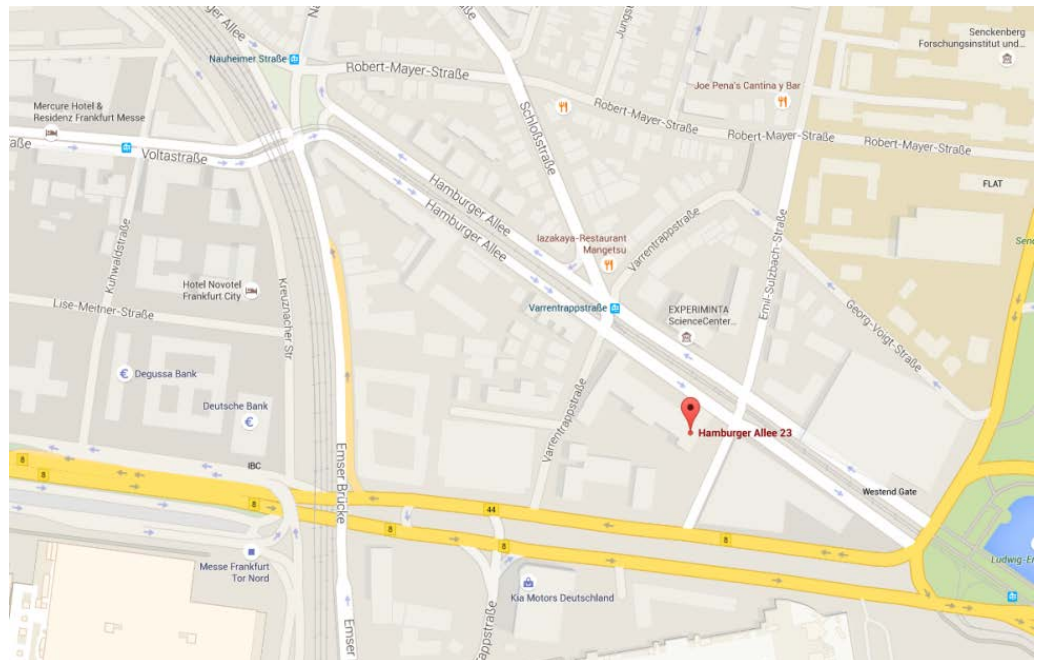 Senckenberg
Forschungsinstitut und...
Nauheimer Straße
Robert-Mayer-Straße
Joe Pena's Cantina y Bar
Mercure Hotel &
Residenz Frankfurt Messe
Schloßstraße
Robert-Mayer-Straße
Robert-Mayer-Straße
Robert-Mayer-Straße
Voltastraße
FLAT
Hamburger Allee
Hamburger Allee
Iazakaya-Restaurant
Mangetsu
Varrentrappstraße
Emil-Sulzbach-Straße
Kuhwaldstraße
Hotel Novotel
Frankfurt City
Kreuznacher Str
Lise-Meitner-Straße
Varrentrappstraße
EXPERIMINTA
ScienceCenter...
Georg-Voigt-Straße
Degussa Bank
Deutsche Bank
Varrentrappstraße
Hamburger Allee 23
IBC
8
8
8
Emser Brücke
44
8
8
8
Westend Gate
Messe Frankfurt
Tor Nord
Kia Motors Deutschland
Emser